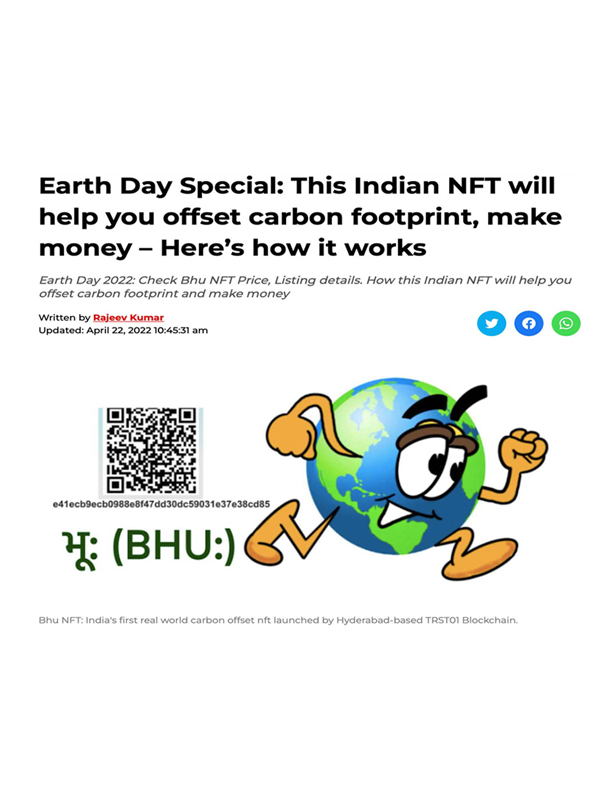 Earth Day Special: This Indian NFT will
help you offset carbon footprint, make
money – Here’s how it works
Earth Day 2022: Check Bhu NFT Price, Listing details. How this Indian NFT will help you
offset carbon footprint and make money
Written by Rajeev Kumar
Updated: April 22, 2022 10:45:31 am
e41ecb9ecb0988e8f47dd30dc59031e37e38cd85
भू: (BHU:)
Bhu NFT: India's first real world carbon offset nft launched by Hyderabad-based TRST01 Blockchain.